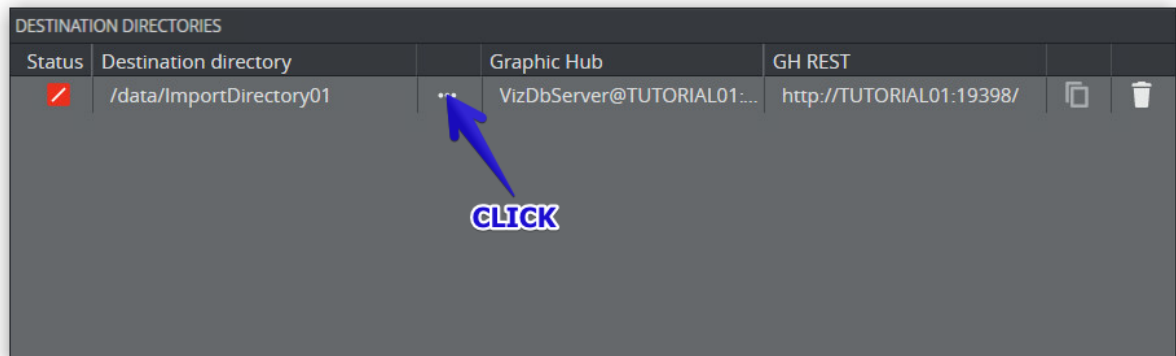 DESTINATION DIRECTORIES
Status Destination directory Graphic Hub GH REST
/data/ImportDirectory01 ... VizDbServer@TUTORIAL01:... http://TUTORIAL01:19398/
CLICK